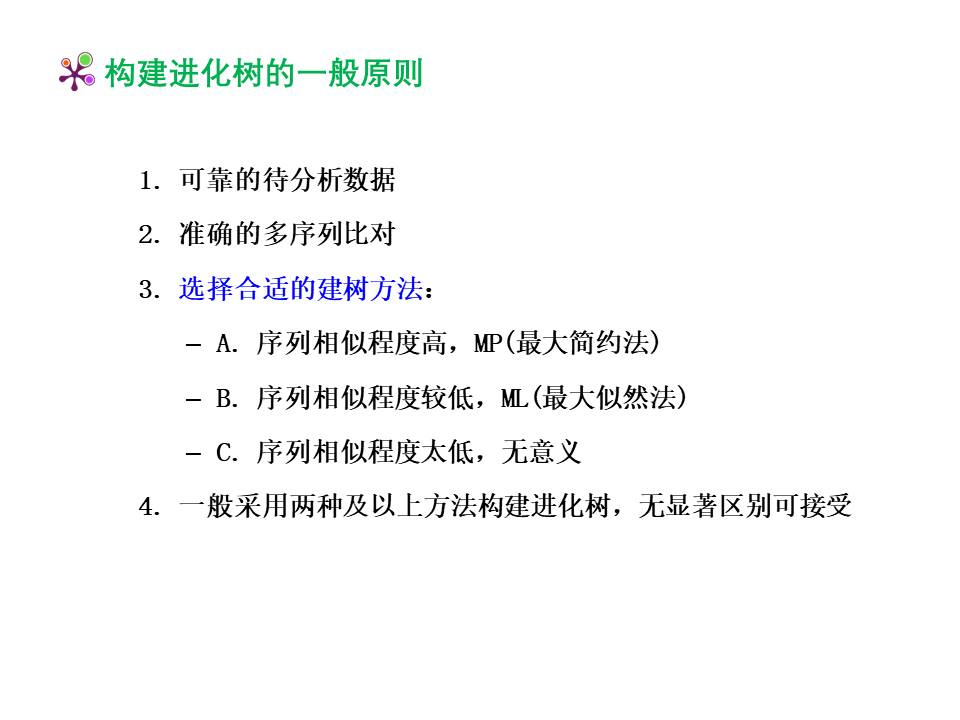 构建进化树的一般原则
1. 可靠的待分析数据
2. 准确的多序列比对
3. 选择合适的建树方法：
– A. 序列相似程度高，MP(最大简约法)
– B. 序列相似程度较低，ML(最大似然法)
– C. 序列相似程度太低，无意义
4. 一般采用两种及以上方法构建进化树，无显著区别可接受